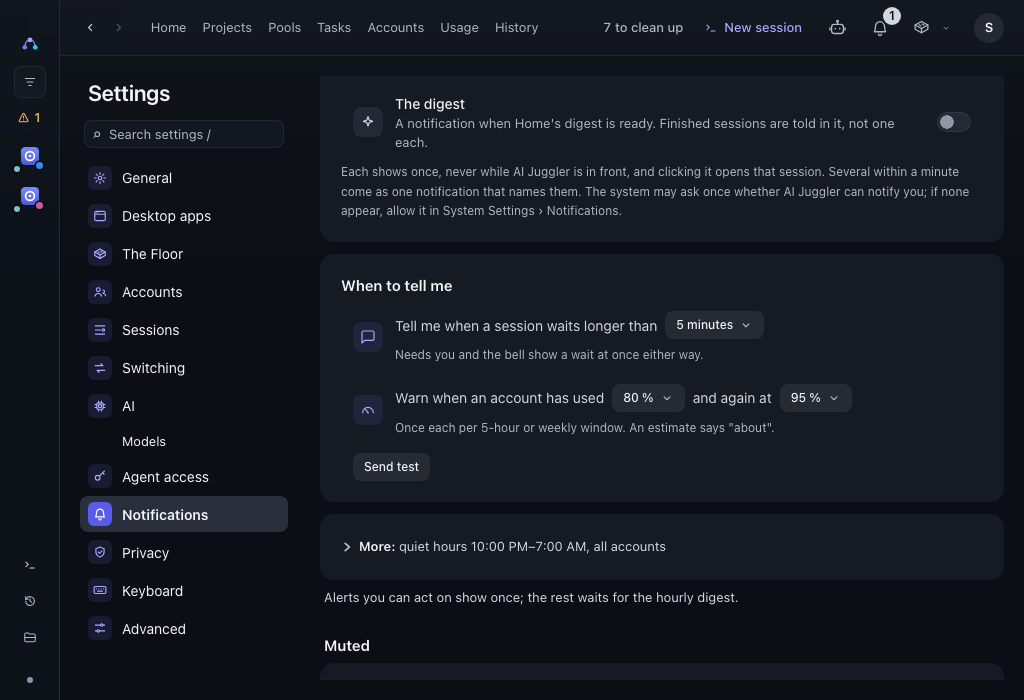 Home Projects Pools Tasks Accounts Usage History 7 to clean up New session 1 S
1
Settings
Search settings /
General
Desktop apps
The Floor
Accounts
Sessions
Switching
AI
Models
Agent access
Notifications
Privacy
Keyboard
Advanced
The digest
A notification when Home's digest is ready. Finished sessions are told in it, not one
each.
Each shows once, never while AI Juggler is in front, and clicking it opens that session. Several within a minute
come as one notification that names them. The system may ask once whether AI Juggler can notify you; if none
appear, allow it in System Settings › Notifications.
When to tell me
Tell me when a session waits longer than 5 minutes
Needs you and the bell show a wait at once either way.
Warn when an account has used 80 % and again at 95 %
Once each per 5-hour or weekly window. An estimate says "about".
Send test
More: quiet hours 10:00 PM–7:00 AM, all accounts
Alerts you can act on show once; the rest waits for the hourly digest.
Muted